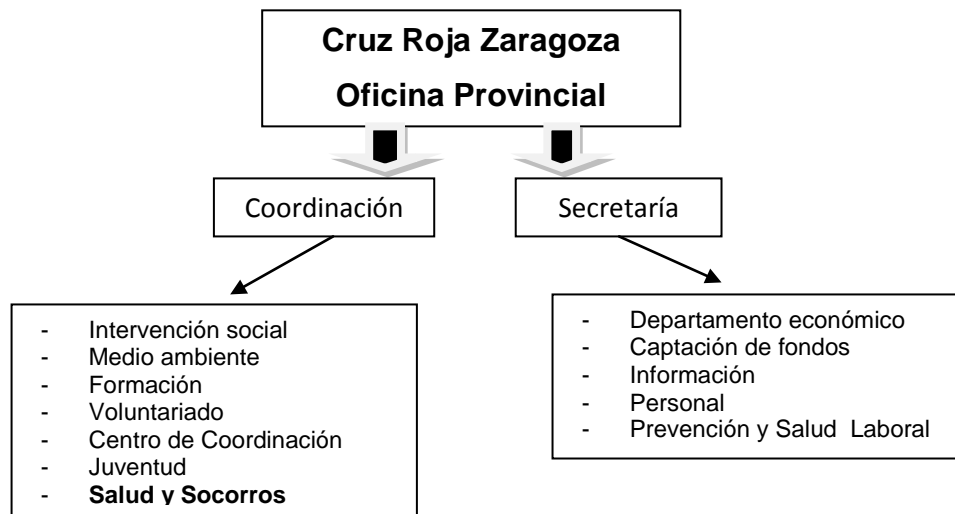 Cruz Roja Zaragoza
Oficina Provincial
Coordinación
Secretaría
- Intervención social
- Medio ambiente
- Formación
- Voluntariado
- Centro de Coordinación
- Juventud
- Salud y Socorros
- Departamento económico
- Captación de fondos
- Información
- Personal
- Prevención y Salud Laboral